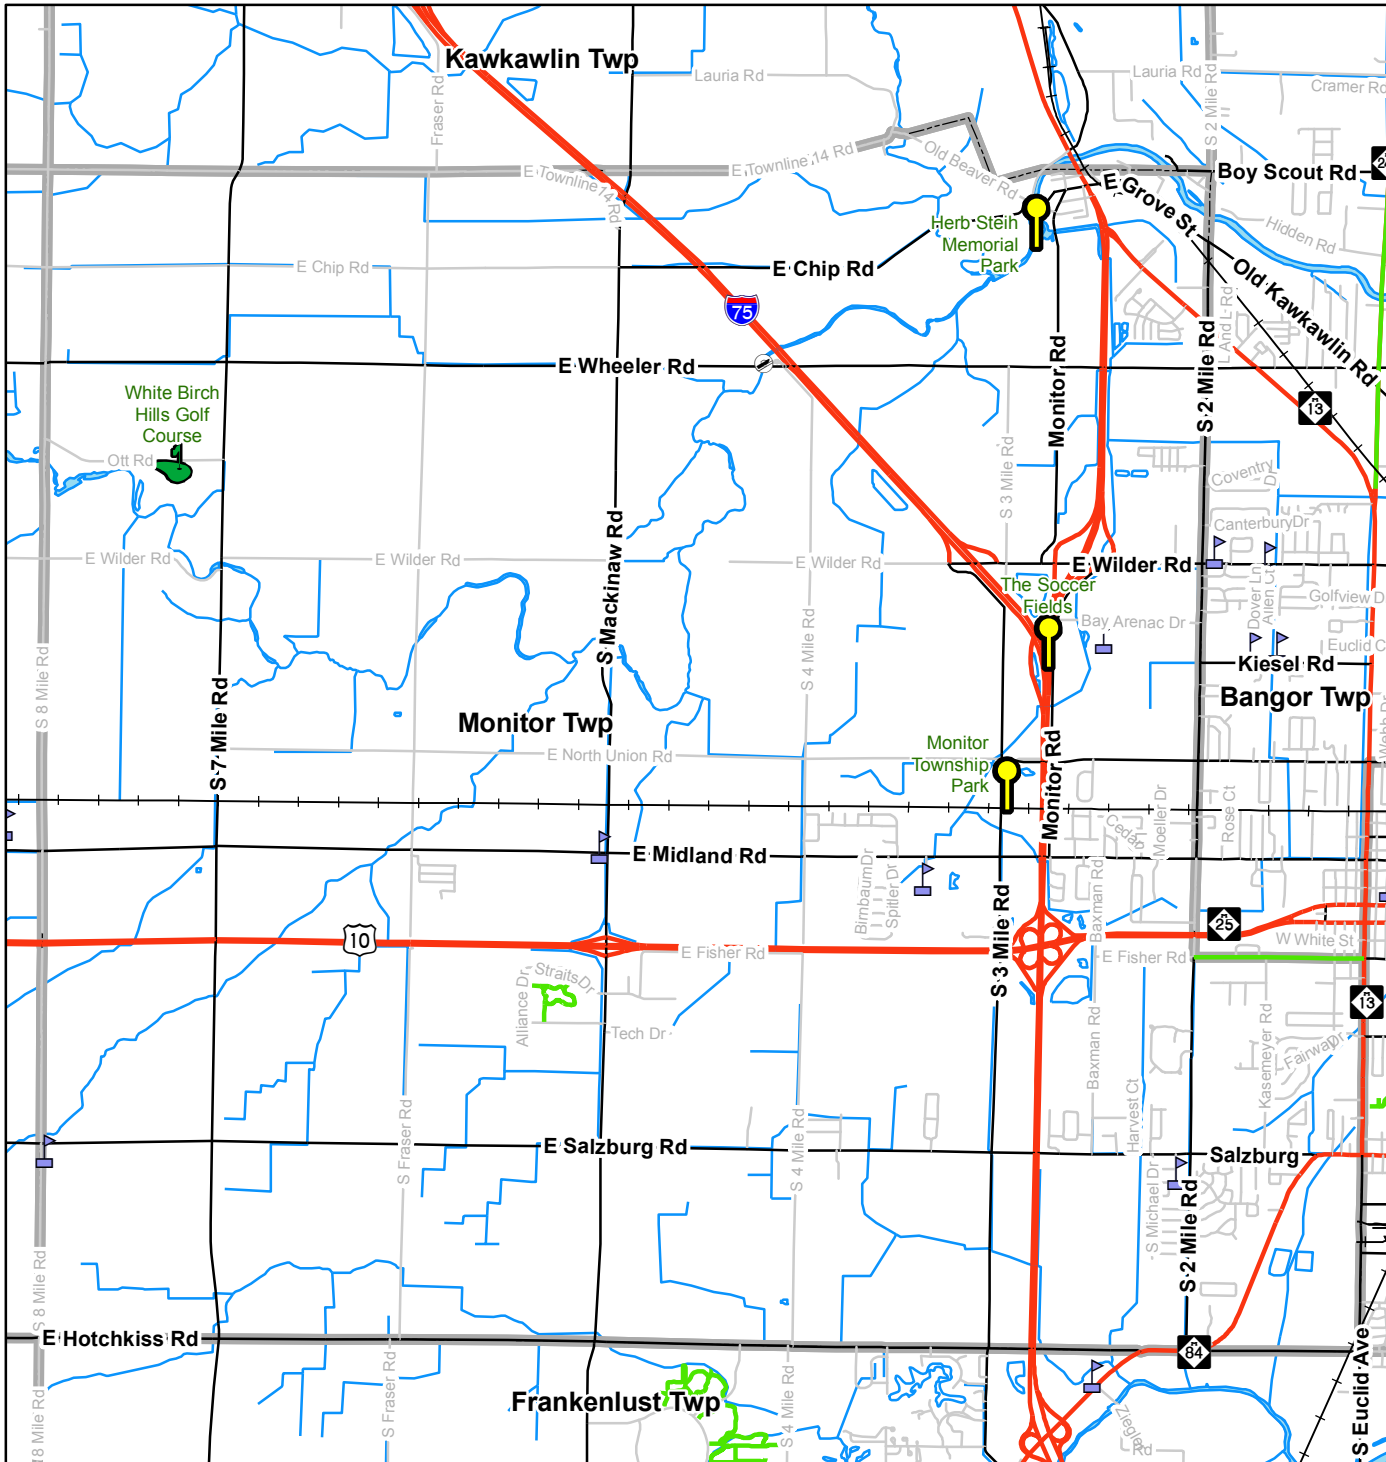 Kawkawlin Twp
Lauria Rd
Lauria Rd
Cramer Rd
Fraser Rd
S 2 Mile Rd
E Townline 14 Rd
E Townline 14 Rd
Old Beaver Rd
Boy Scout Rd
E Grove St
Herb Steih
Memorial
Park
Hidden Rd
E Chip Rd
E Chip Rd
Old Kawkawlin Rd
L And L Rd
75
S 2 Mile Rd
Monitor Rd
E Wheeler Rd
13
White Birch
Hills Golf
Course
Ott Rd
S 3 Mile Rd
Coventry
Dr
Canterbury Dr
E Wilder Rd
E Wilder Rd
E Wilder Rd
E Wilder Rd
S Mackinaw Rd
The Soccer
Fields
Bay Arenac Dr
Dover Ln
Allen Ct
Golfview D
Euclid C
Kiesel Rd
S 8 Mile Rd
S 7 Mile Rd
S 4 Mile Rd
Bangor Twp
Monitor Twp
E North Union Rd
Webb Dr
Monitor
Township
Park
Monitor Rd
Cedar
Moeller Dr
Rose Ct
E Midland Rd
Birnbaum Dr
Spitler Dr
S 3 Mile Rd
Baxman Rd
25
10
E Fisher Rd
E Fisher Rd
W White St
Alliance Dr
Straits Dr
Tech Dr
13
Baxman Rd
Kasemeyer Rd
Fairway Dr
Harvest Ct
S Fraser Rd
S 4 Mile Rd
E Salzburg Rd
Salzburg
S Michael Dr
S 2 Mile Rd
S 8 Mile Rd
E Hotchkiss Rd
84
S Fraser Rd
S 4 Mile Rd
Frankenlust Twp
8 Mile Rd
Ziegler
Rd
S Euclid Ave